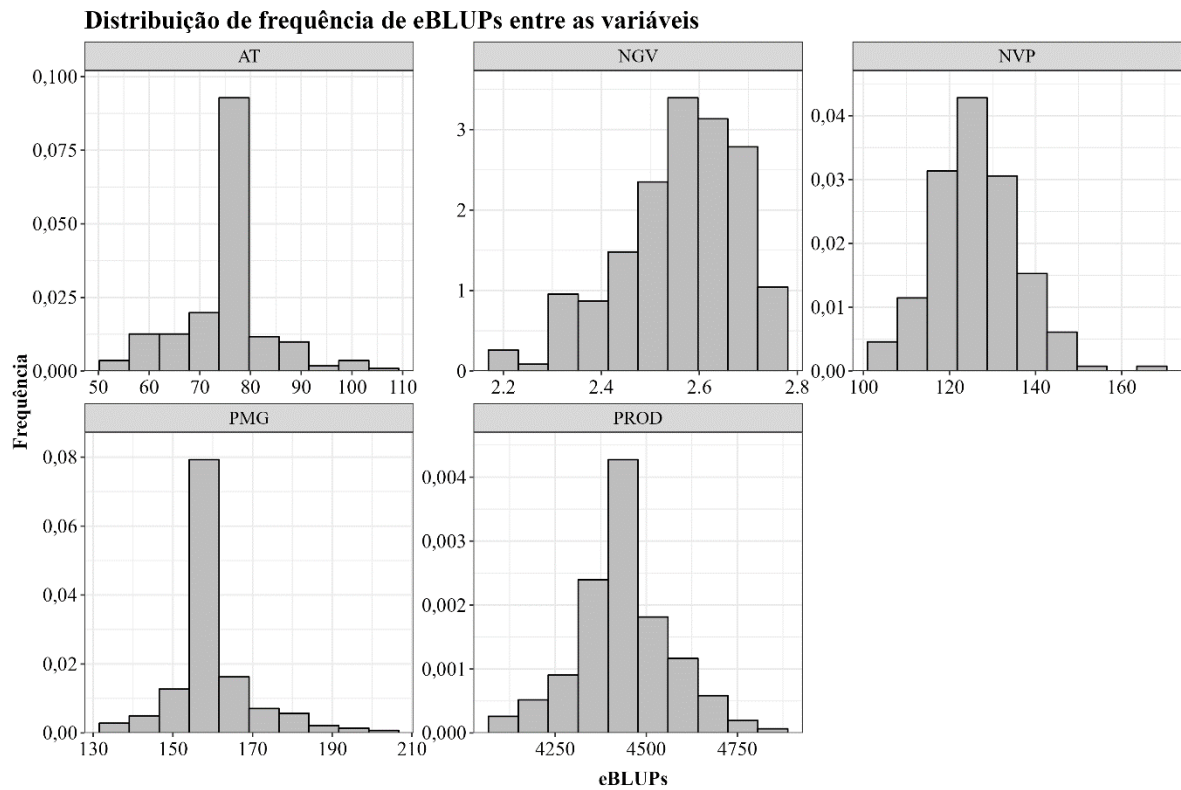 Distribuição de frequência de eBLUPs entre as variáveis
AT
NGV
NVP
0,100
0,075
0,050
0,025
0,000
50 60 70 80 90 100 110
3
2
1
0
2.2 2.4 2.6 2.8
0,04
0,03
0,02
0,01
0,00
100 120 140 160
Frequência
PMG
PROD
0,08
0,06
0,04
0,02
0,00
130 150 170 190 210
0,004
0,003
0,002
0,001
0,000
4250 4500 4750
eBLUPs